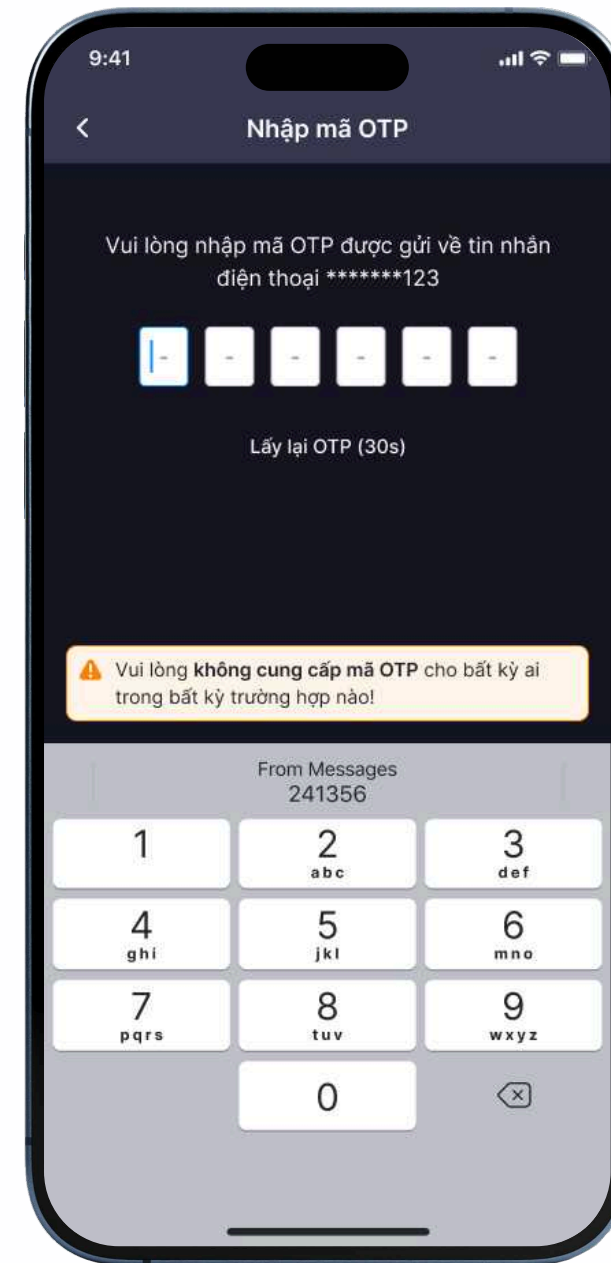 9:41
Nhập mã OTP
Vui lòng nhập mã OTP được gửi về tin nhắn
điện thoại *******123
- - - - - -
Lấy lại OTP (30s)
Vui lòng không cung cấp mã OTP cho bất kỳ ai
trong bất kỳ trường hợp nào!
From Messages
241356
1 2 3
abc def
4 5 6
ghi jkl mno
7 8 9
pqrs tuv wxyz
0